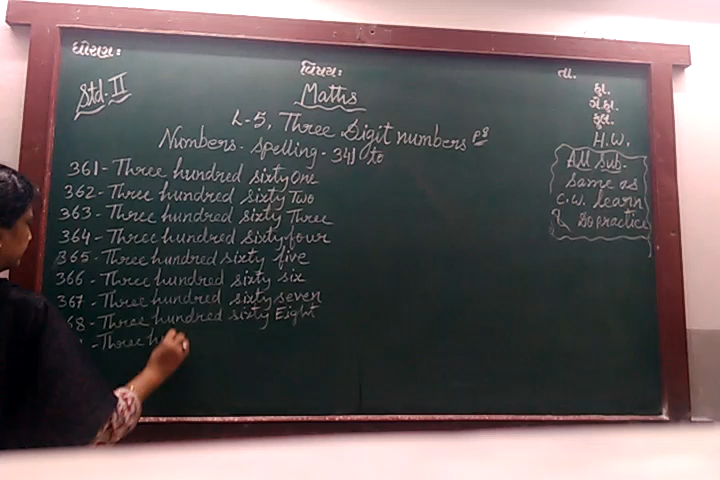 ધોરણઃ
વિષયઃ
તા.
Std. II
Maths
કા.
ગે.કા.
કુલ.
L-5, Three Digit numbers P8
Numbers - spelling - 341 to
H.W.
All Sub.
Same as
C.W. learn
& Do practice
361 - Three hundred sixty One
362 - Three hundred sixty Two
363 - Three hundred sixty Three
364 - Three hundred sixty four
365 - Three hundred sixty five
366 - Three hundred sixty six
367 - Three hundred sixty seven
68 - Three hundred sixty Eight
- Three h